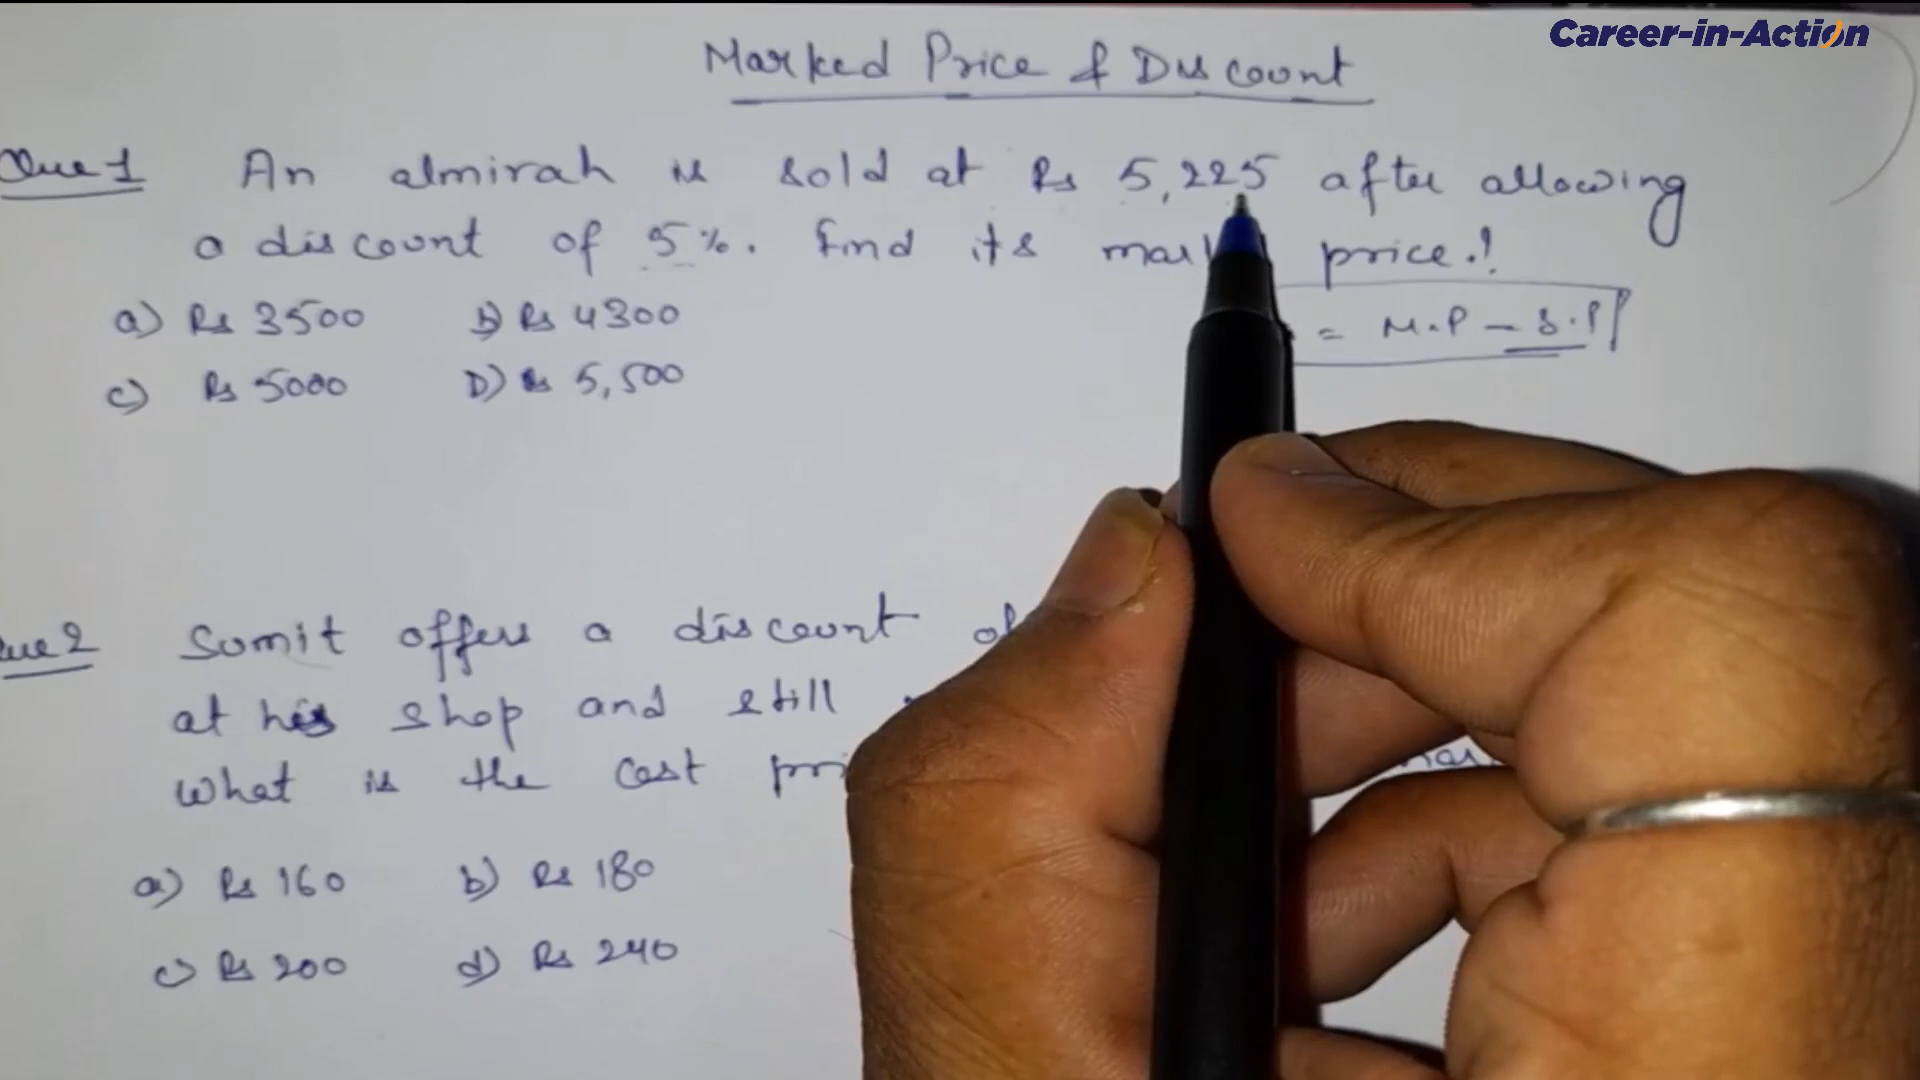 Career-in-Action
Marked Price & Discount
Que 1 An almirah is sold at Rs 5,225 after allowing
a discount of 5%. find its price.!
a) Rs 3500 b) Rs 4300
= M.P - S.P
c) Rs 5000 D) Rs 5,500
Que 2 Sumit offers a discount of
at his shop and still
What is the cost
a) Rs 160 b) Rs 180
c) Rs 200 d) Rs 240